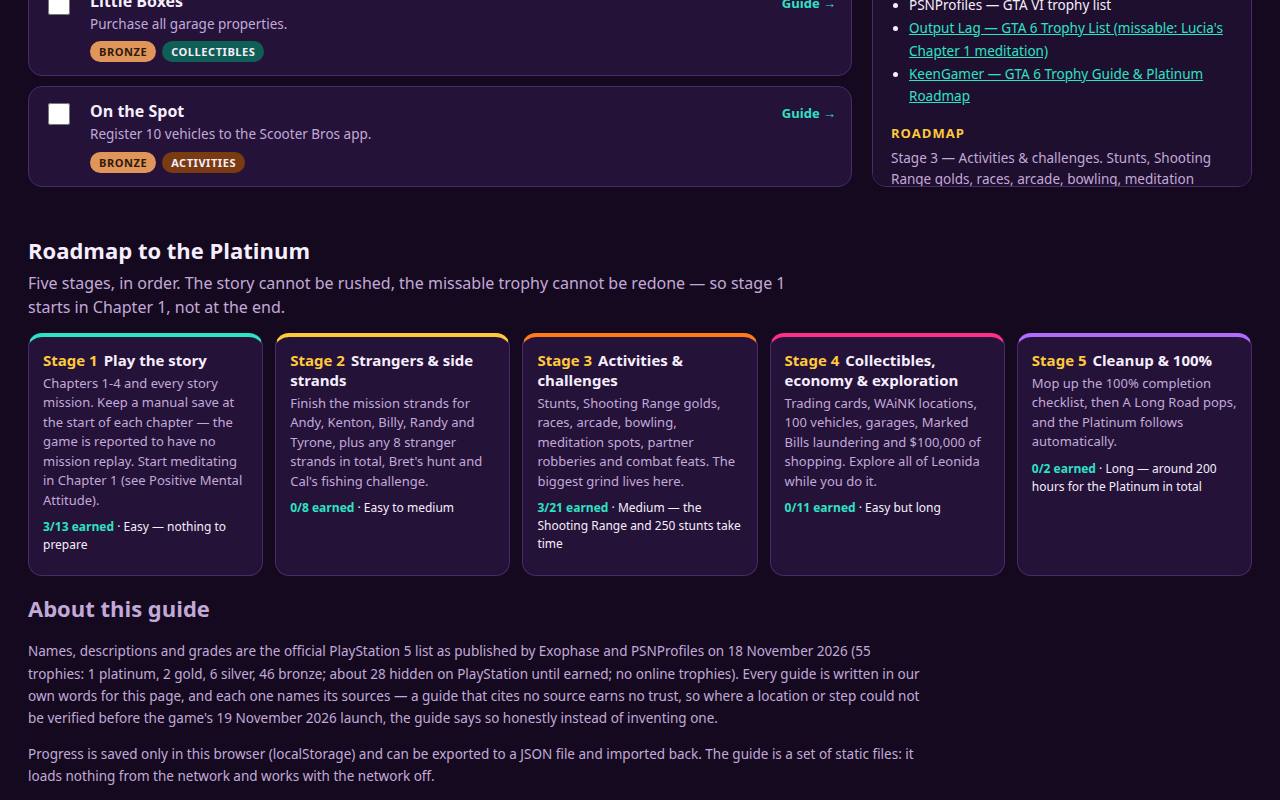 Little Boxes
Purchase all garage properties.
BRONZE COLLECTIBLES
Guide →
On the Spot
Register 10 vehicles to the Scooter Bros app.
BRONZE ACTIVITIES
Guide →
PSNProfiles — GTA VI trophy list
Output Lag — GTA 6 Trophy List (missable: Lucia's
Chapter 1 meditation)
KeenGamer — GTA 6 Trophy Guide & Platinum
Roadmap
ROADMAP
Stage 3 — Activities & challenges. Stunts, Shooting
Range golds, races, arcade, bowling, meditation
Roadmap to the Platinum
Five stages, in order. The story cannot be rushed, the missable trophy cannot be redone — so stage 1
starts in Chapter 1, not at the end.
Stage 1 Play the story
Chapters 1-4 and every story
mission. Keep a manual save at
the start of each chapter — the
game is reported to have no
mission replay. Start meditating
in Chapter 1 (see Positive Mental
Attitude).
3/13 earned · Easy — nothing to
prepare
Stage 2 Strangers & side
strands
Finish the mission strands for
Andy, Kenton, Billy, Randy and
Tyrone, plus any 8 stranger
strands in total, Bret's hunt and
Cal's fishing challenge.
0/8 earned · Easy to medium
Stage 3 Activities &
challenges
Stunts, Shooting Range golds,
races, arcade, bowling,
meditation spots, partner
robberies and combat feats. The
biggest grind lives here.
3/21 earned · Medium — the
Shooting Range and 250 stunts take
time
Stage 4 Collectibles,
economy & exploration
Trading cards, WAiNK locations,
100 vehicles, garages, Marked
Bills laundering and $100,000 of
shopping. Explore all of Leonida
while you do it.
0/11 earned · Easy but long
Stage 5 Cleanup & 100%
Mop up the 100% completion
checklist, then A Long Road pops,
and the Platinum follows
automatically.
0/2 earned · Long — around 200
hours for the Platinum in total
About this guide
Names, descriptions and grades are the official PlayStation 5 list as published by Exophase and PSNProfiles on 18 November 2026 (55
trophies: 1 platinum, 2 gold, 6 silver, 46 bronze; about 28 hidden on PlayStation until earned; no online trophies). Every guide is written in our
own words for this page, and each one names its sources — a guide that cites no source earns no trust, so where a location or step could not
be verified before the game's 19 November 2026 launch, the guide says so honestly instead of inventing one.
Progress is saved only in this browser (localStorage) and can be exported to a JSON file and imported back. The guide is a set of static files: it
loads nothing from the network and works with the network off.